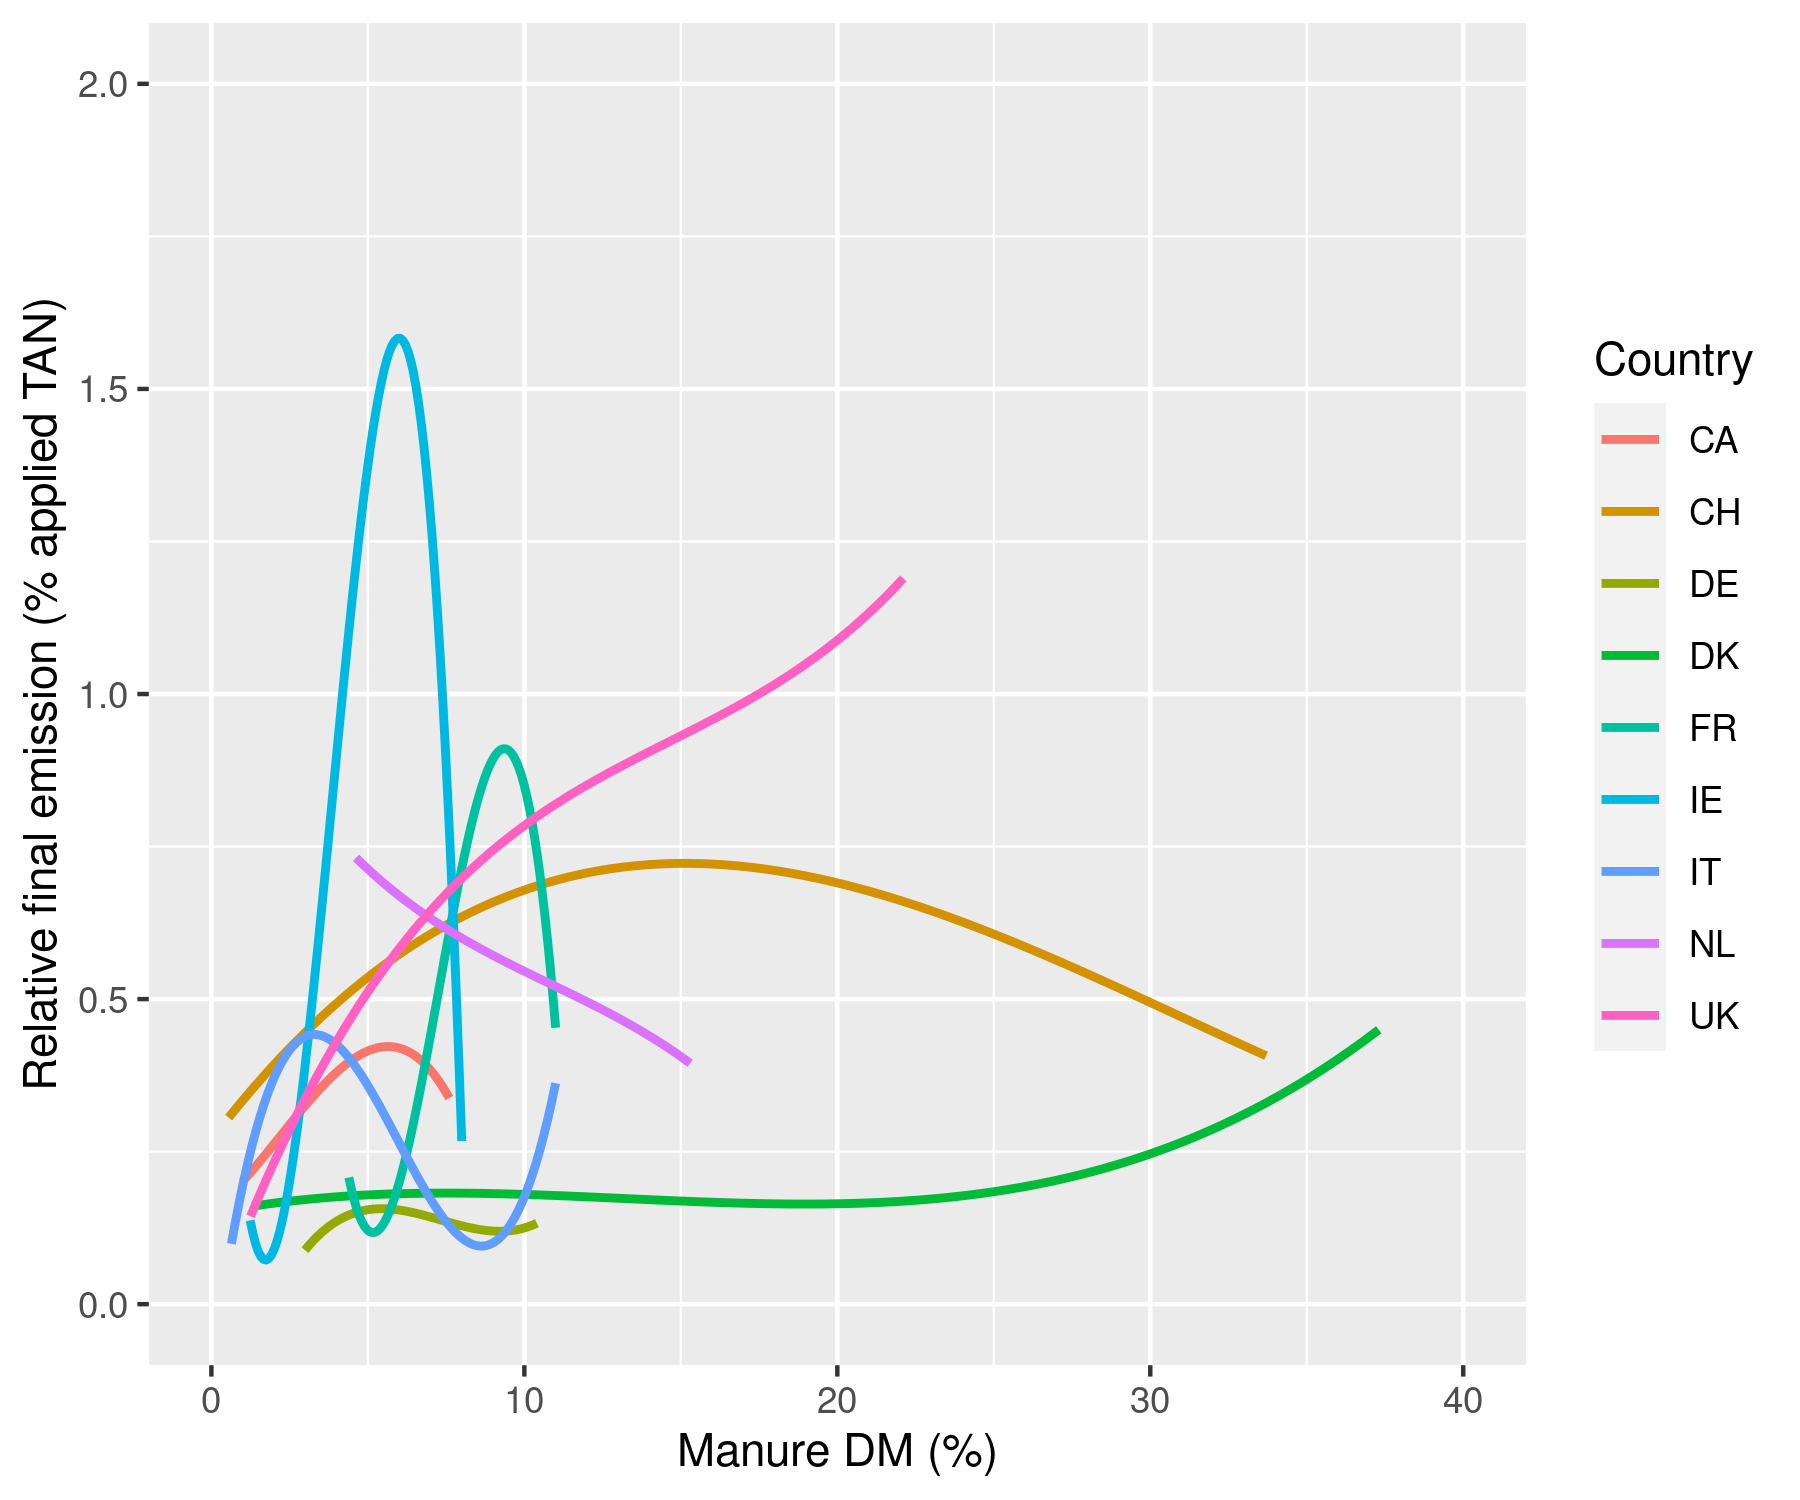 Relative final emission (% applied TAN)
2.0
1.5
1.0
0.5
0.0
0
10
20
30
40
Manure DM (%)
Country
CA
CH
DE
DK
FR
IE
IT
NL
UK